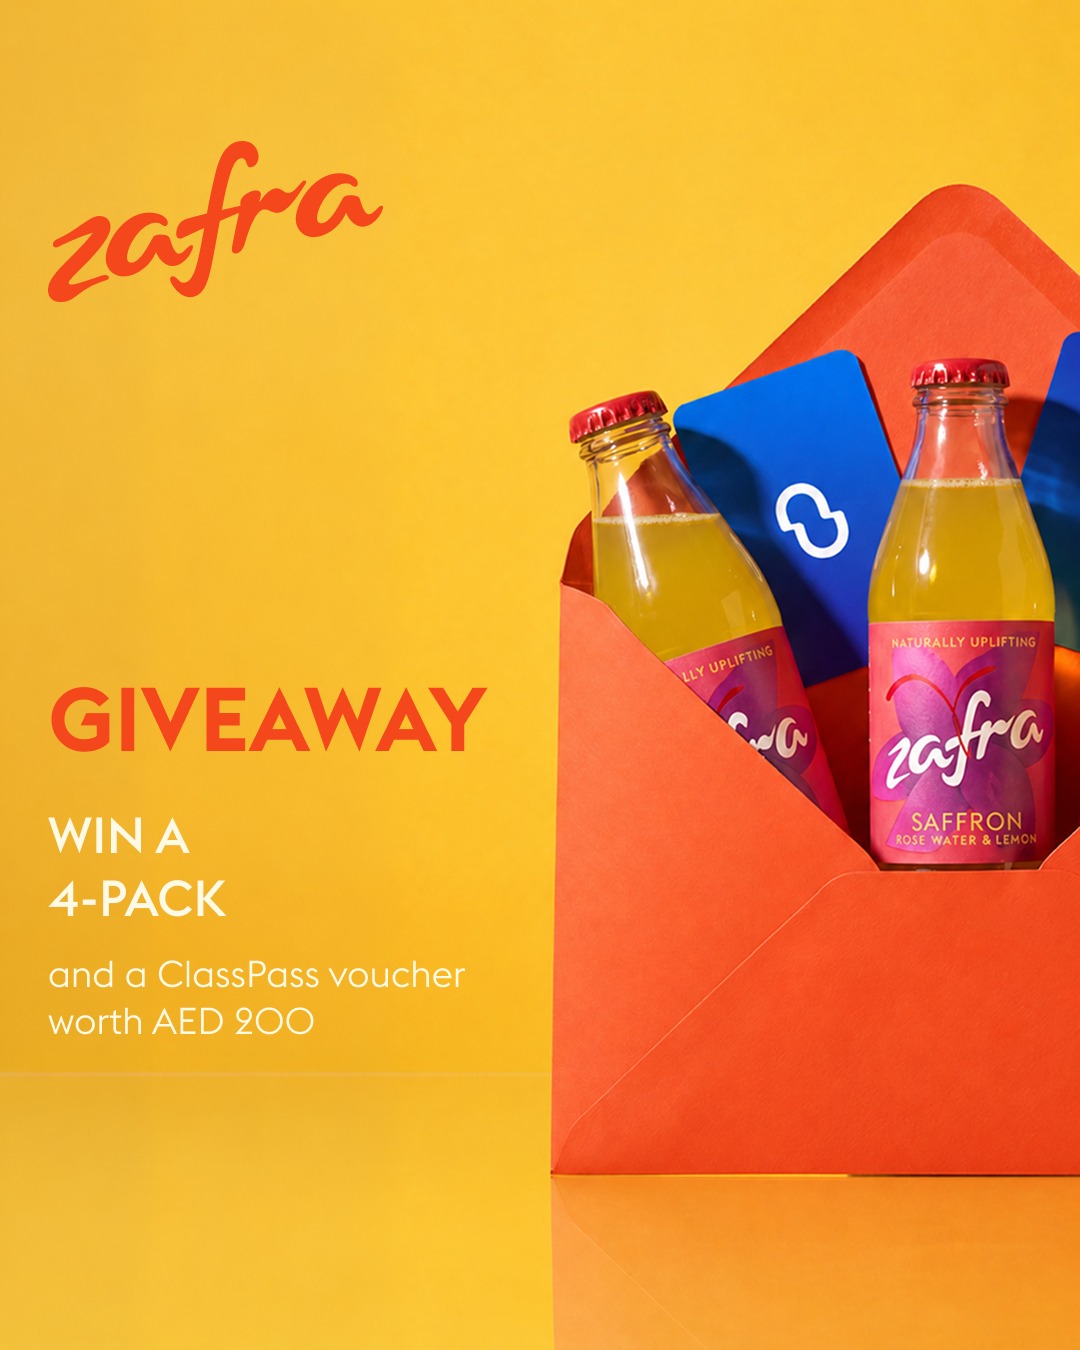 zafra
GIVEAWAY
WIN A
4-PACK
and a ClassPass voucher
worth AED 200
NATURALLY UPLIFTING
zafra
SAFFRON
ROSE WATER & LEMON
LLY UPLIFTING
fra